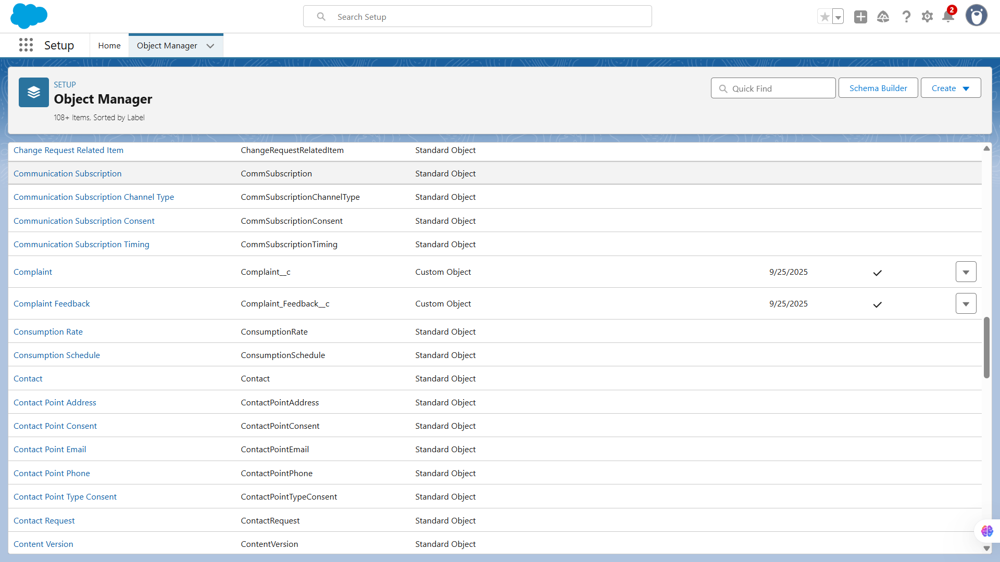 Search Setup
2
Setup
Home
Object Manager
SETUP
Object Manager
108+ Items, Sorted by Label
Quick Find
Schema Builder
Create
Change Request Related Item ChangeRequestRelatedItem Standard Object
Communication Subscription CommSubscription Standard Object
Communication Subscription Channel Type CommSubscriptionChannelType Standard Object
Communication Subscription Consent CommSubscriptionConsent Standard Object
Communication Subscription Timing CommSubscriptionTiming Standard Object
Complaint Complaint__c Custom Object 9/25/2025
Complaint Feedback Complaint_Feedback__c Custom Object 9/25/2025
Consumption Rate ConsumptionRate Standard Object
Consumption Schedule ConsumptionSchedule Standard Object
Contact Contact Standard Object
Contact Point Address ContactPointAddress Standard Object
Contact Point Consent ContactPointConsent Standard Object
Contact Point Email ContactPointEmail Standard Object
Contact Point Phone ContactPointPhone Standard Object
Contact Point Type Consent ContactPointTypeConsent Standard Object
Contact Request ContactRequest Standard Object
Content Version ContentVersion Standard Object